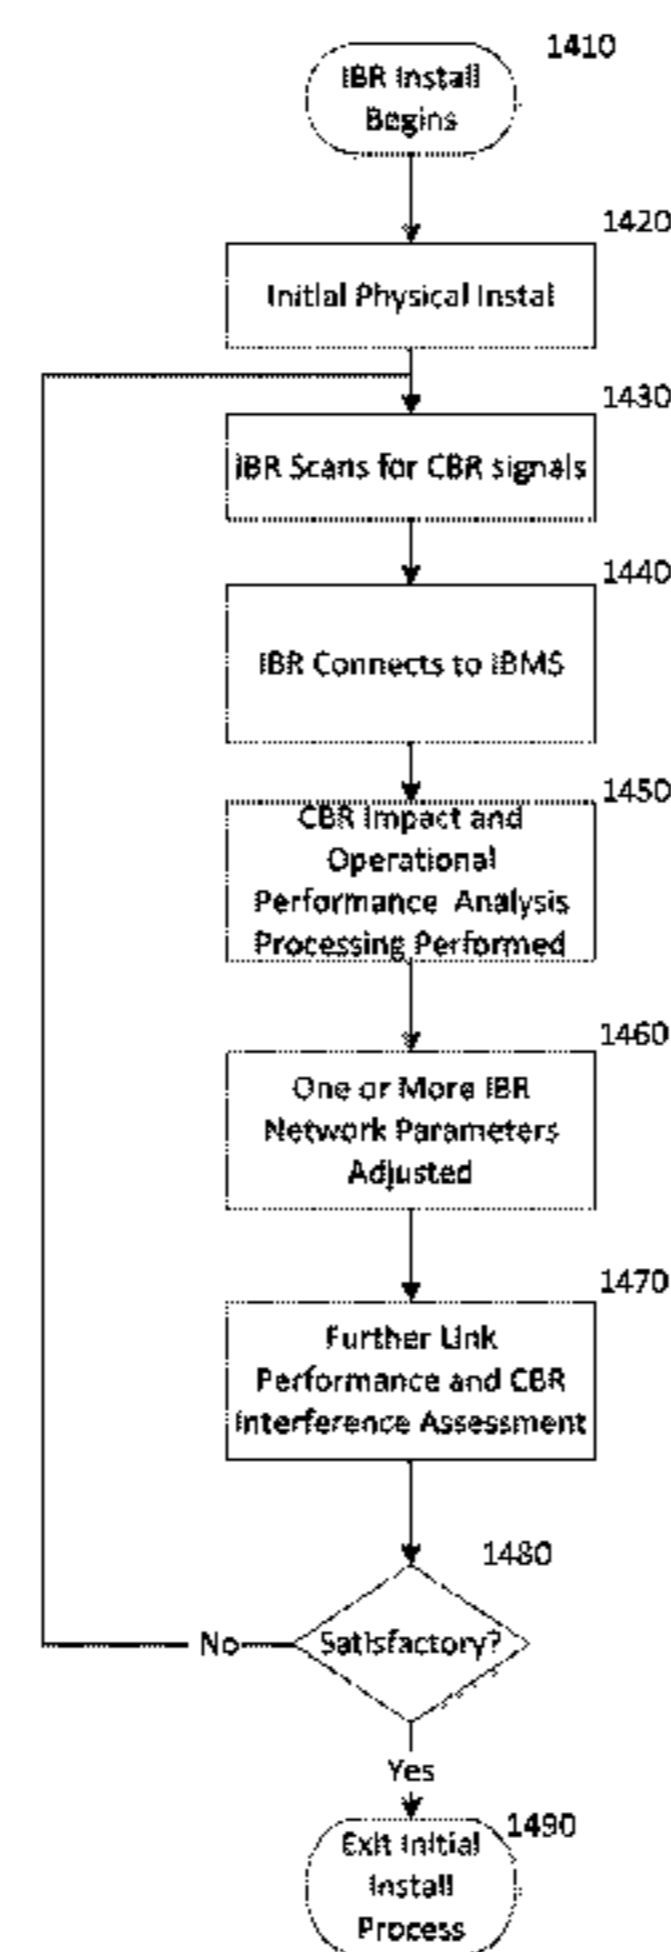 1410
IBR Install
Begins
1420
Initial Physical Instal
1430
IBR Scans for CBR signals
1440
IBR Connects to IBMS
1450
CBR Impact and
Operational
Performance Analysis
Processing Performed
1460
One or More IBR
Network Parameters
Adjusted
1470
Further Link
Performance and CBR
Interference Assessment
1480
Satisfactory?
No
Yes
1490
Exit Initial
Install
Process